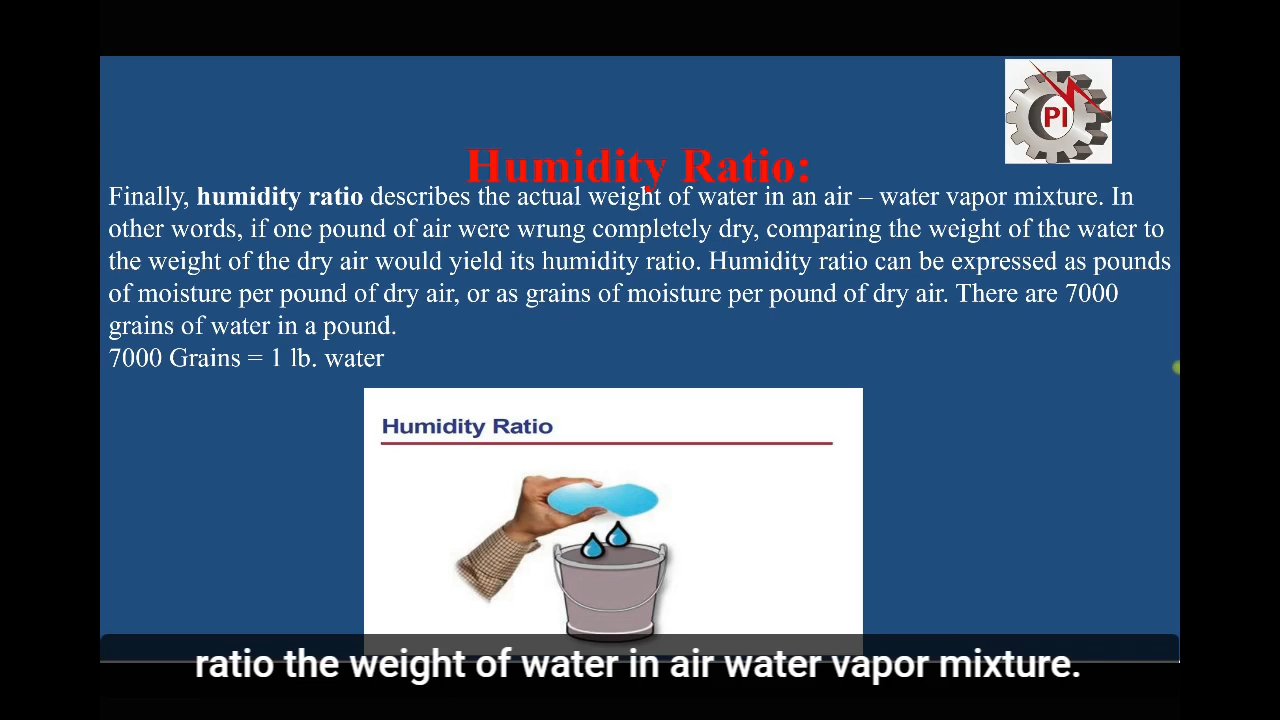 PI
Humidity Ratio:
Finally, humidity ratio describes the actual weight of water in an air – water vapor mixture. In
other words, if one pound of air were wrung completely dry, comparing the weight of the water to
the weight of the dry air would yield its humidity ratio. Humidity ratio can be expressed as pounds
of moisture per pound of dry air, or as grains of moisture per pound of dry air. There are 7000
grains of water in a pound.
7000 Grains = 1 lb. water
Humidity Ratio
ratio the weight of water in air water vapor mixture.